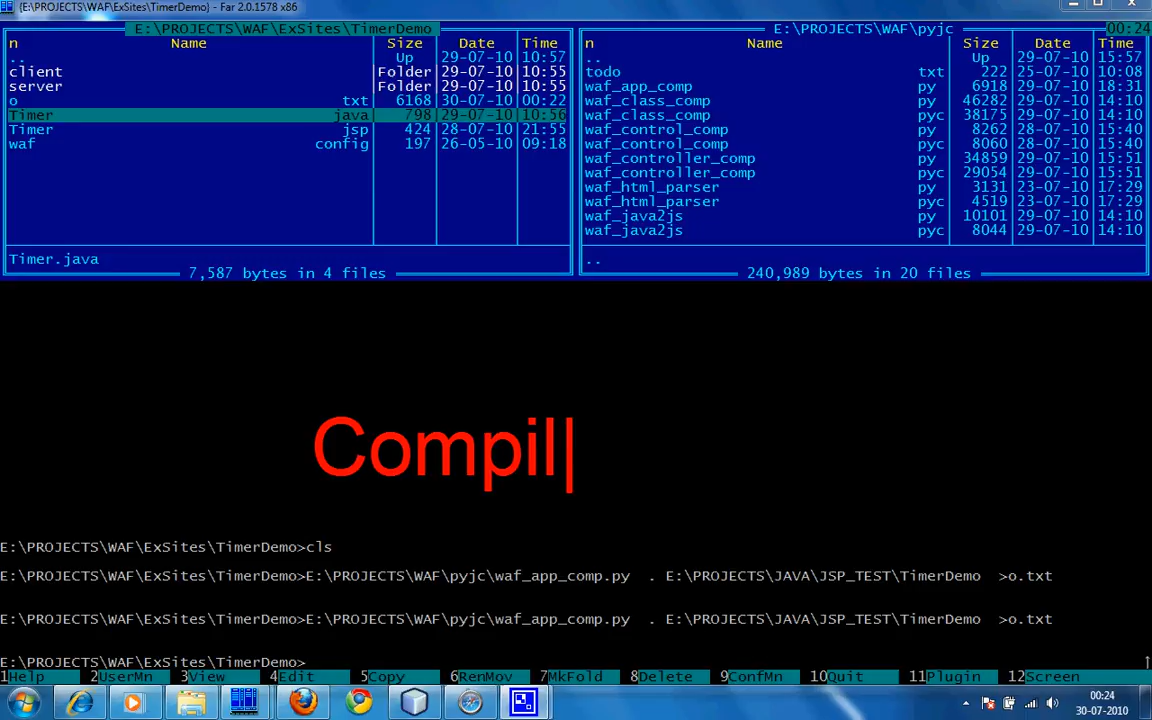 {E:\PROJECTS\WAF\ExSites\TimerDemo} - Far 2.0.1578 x86
E:\PROJECTS\WAF\ExSites\TimerDemo
n Name Size Date Time
.. Up 29-07-10 10:57
client Folder 29-07-10 10:55
server Folder 29-07-10 10:55
o txt 6168 30-07-10 00:22
Timer java 798 29-07-10 10:56
Timer jsp 424 28-07-10 21:55
waf config 197 26-05-10 09:18
Timer.java
7,587 bytes in 4 files
E:\PROJECTS\WAF\pyjc 00:24
n Name Size Date Time
.. Up 29-07-10 15:57
todo txt 222 25-07-10 10:08
waf_app_comp py 6918 29-07-10 18:31
waf_class_comp py 46282 29-07-10 14:10
waf_class_comp pyc 38175 29-07-10 14:10
waf_control_comp py 8262 28-07-10 15:40
waf_control_comp pyc 8060 28-07-10 15:40
waf_controller_comp py 34859 29-07-10 15:51
waf_controller_comp pyc 29054 29-07-10 15:51
waf_html_parser py 3131 23-07-10 17:29
waf_html_parser pyc 4519 23-07-10 17:29
waf_java2js py 10101 29-07-10 14:10
waf_java2js pyc 8044 29-07-10 14:10
..
240,989 bytes in 20 files
Compil|
E:\PROJECTS\WAF\ExSites\TimerDemo>cls
E:\PROJECTS\WAF\ExSites\TimerDemo>E:\PROJECTS\WAF\pyjc\waf_app_comp.py . E:\PROJECTS\JAVA\JSP_TEST\TimerDemo >o.txt
E:\PROJECTS\WAF\ExSites\TimerDemo>E:\PROJECTS\WAF\pyjc\waf_app_comp.py . E:\PROJECTS\JAVA\JSP_TEST\TimerDemo >o.txt
E:\PROJECTS\WAF\ExSites\TimerDemo>
1Help 2UserMn 3View 4Edit 5Copy 6RenMov 7MkFold 8Delete 9ConfMn 10Quit 11Plugin 12Screen
00:24
30-07-2010